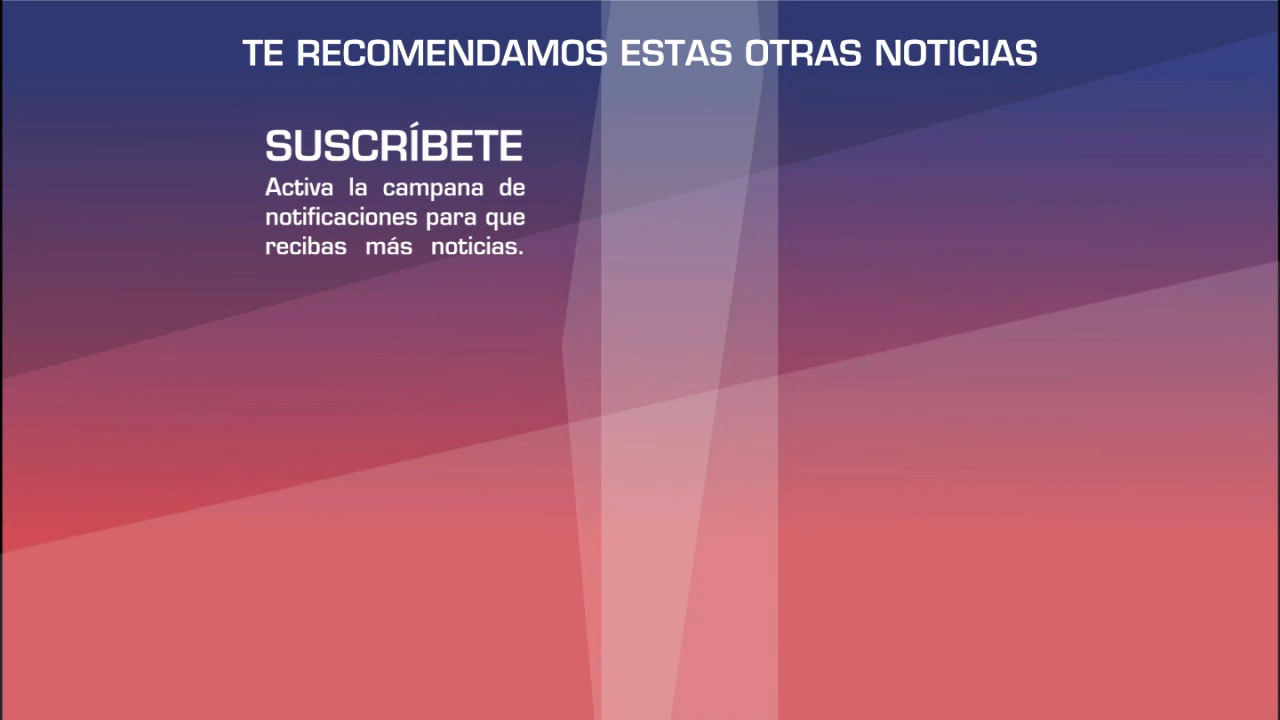 TE RECOMENDAMOS ESTAS OTRAS NOTICIAS
SUSCRÍBETE
Activa la campana de
notificaciones para que
recibas más noticias.